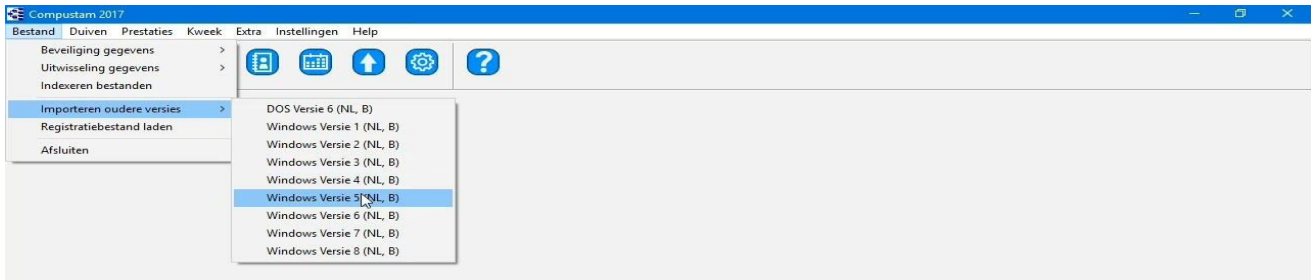 Compustam 2017
Bestand Duiven Prestaties Kweek Extra Instellingen Help
Beveiliging gegevens >
Uitwisseling gegevens >
Indexeren bestanden
Importeren oudere versies >
Registratiebestand laden
Afsluiten
DOS Versie 6 (NL, B)
Windows Versie 1 (NL, B)
Windows Versie 2 (NL, B)
Windows Versie 3 (NL, B)
Windows Versie 4 (NL, B)
Windows Versie 5 (NL, B)
Windows Versie 6 (NL, B)
Windows Versie 7 (NL, B)
Windows Versie 8 (NL, B)
?